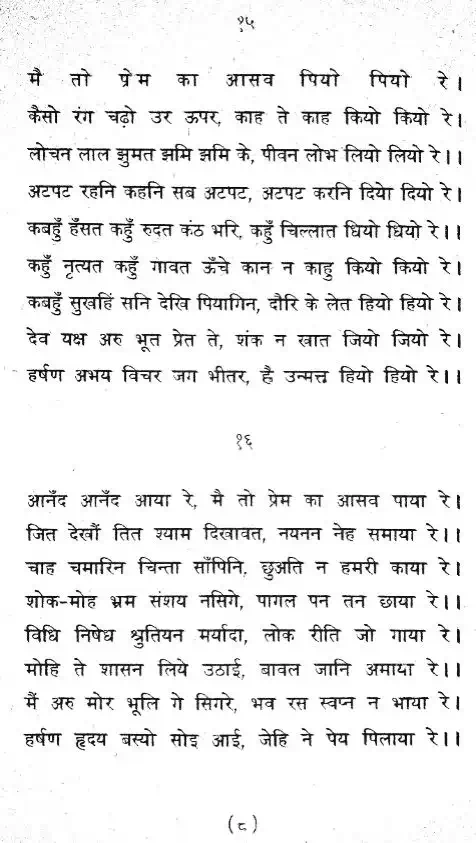 १५
मै तो प्रेम का आसव पियो पियो रे।
कैसो रंग चढ़ो उर ऊपर, काह ते काह कियो कियो रे।
लोचन लाल झुमत झमि झमि के, पीवन लोभ लियो लियो रे।।
अटपट रहनि कहनि सब अटपट, अटपट करनि दियो दियो रे।
कबहुँ हँसत कहुँ रुदत कंठ भरि, कहुँ चिल्लात धियो धियो रे।।
कहुँ नृत्यत कहुँ गावत ऊँचे कान न काहु कियो कियो रे।
कबहुँ सुखहिं सनि देखि पियागिन, दौरि के लेत हियो हियो रे।।
देव यक्ष अरु भूत प्रेत ते, शंक न खात जियो जियो रे।
हर्षण अभय विचर जग भीतर, है उन्मत्त हियो हियो रे।।
१६
आनँद आनँद आया रे, मै तो प्रेम का आसव पाया रे।
जित देखौं तित श्याम दिखावत, नयनन नेह समाया रे।।
चाह चमारिन चिन्ता साँपिनि, छुअति न हमरी काया रे।
शोक-मोह भ्रम संशय नसिगे, पागल पन तन छाया रे।।
विधि निषेध श्रुतियन मर्यादा, लोक रीति जो गाया रे।
मोहि ते शासन लिये उठाई, बावल जानि अमाया रे।।
मैं अरु मोर भूलि गे सिगरे, भव रस स्वप्न न भाया रे।
हर्षण हृदय बस्यो सोइ आई, जेहि ने पेय पिलाया रे।।
(८)